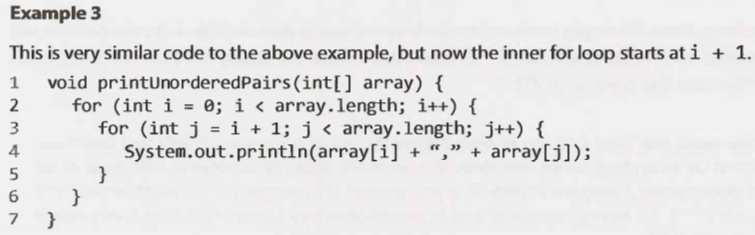 Example 3
This is very similar code to the above example, but now the inner for loop starts at i + 1.
1 void printUnorderedPairs(int[] array) {
2 for (int i = 0; i < array.length; i++) {
3 for (int j = i + 1; j < array.length; j++) {
4 System.out.println(array[i] + “,” + array[j]);
5 }
6 }
7 }